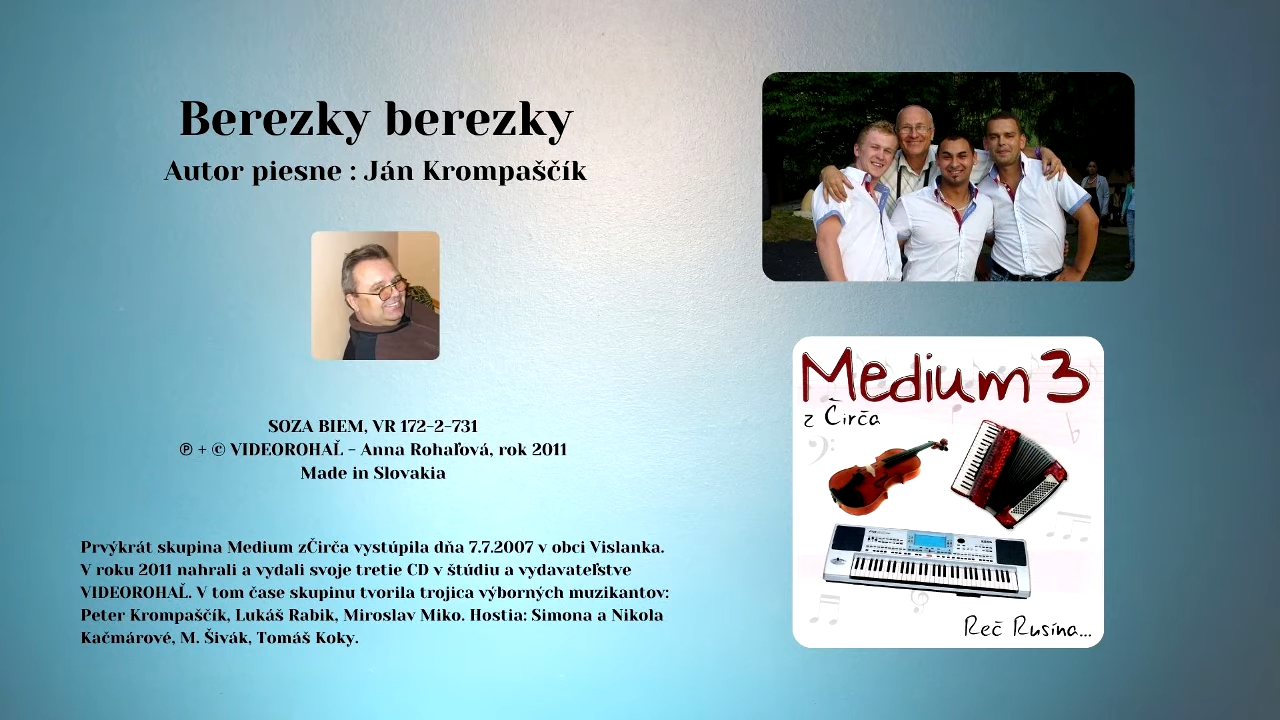 Berezky berezky
Autor piesne : Ján Krompaščík
SOZA BIEM, VR 172-2-731
℗ + © VIDEOROHAĽ - Anna Rohaľová, rok 2011
Made in Slovakia
Prvýkrát skupina Medium zČirča vystúpila dňa 7.7.2007 v obci Vislanka.
V roku 2011 nahrali a vydali svoje tretie CD v štúdiu a vydavateľstve
VIDEOROHAĽ. V tom čase skupinu tvorila trojica výborných muzikantov:
Peter Krompaščík, Lukáš Rabik, Miroslav Miko. Hostia: Simona a Nikola
Kačmárové, M. Šivák, Tomáš Koky.
Medium 3
z Čirča
Reč Rusína...